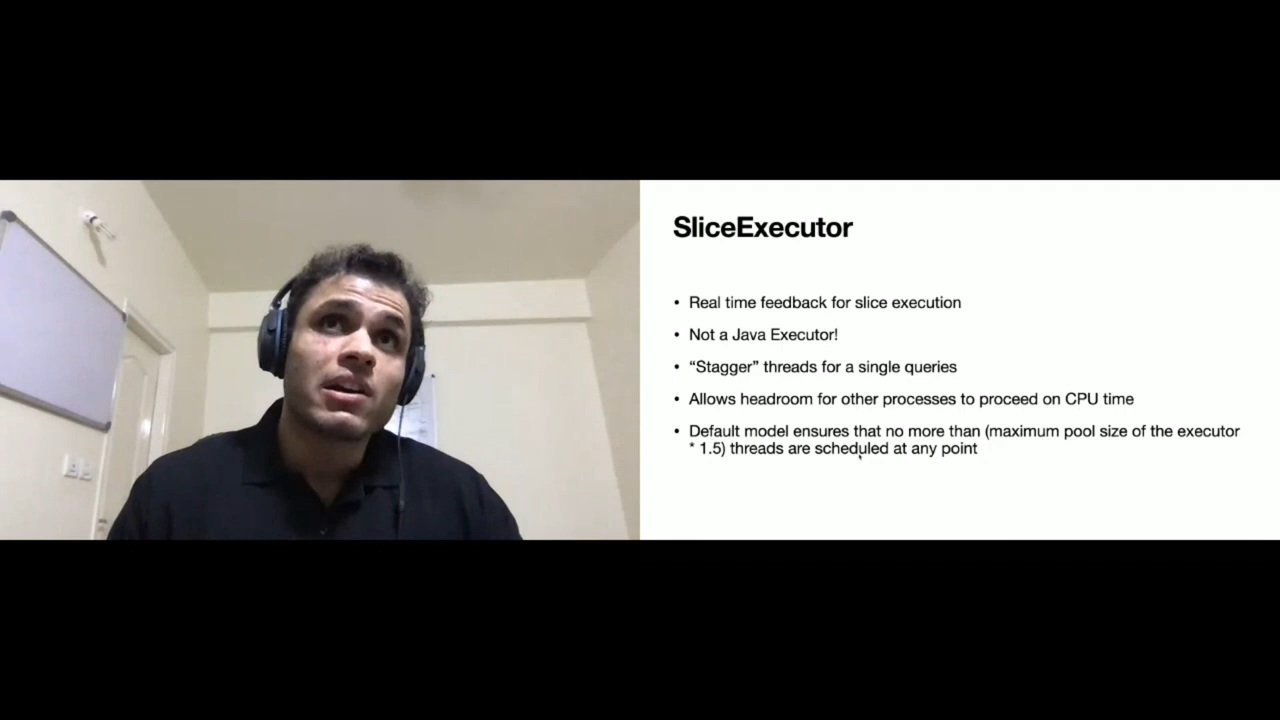 SliceExecutor
• Real time feedback for slice execution
• Not a Java Executor!
• “Stagger” threads for a single queries
• Allows headroom for other processes to proceed on CPU time
• Default model ensures that no more than (maximum pool size of the executor
* 1.5) threads are scheduled at any point